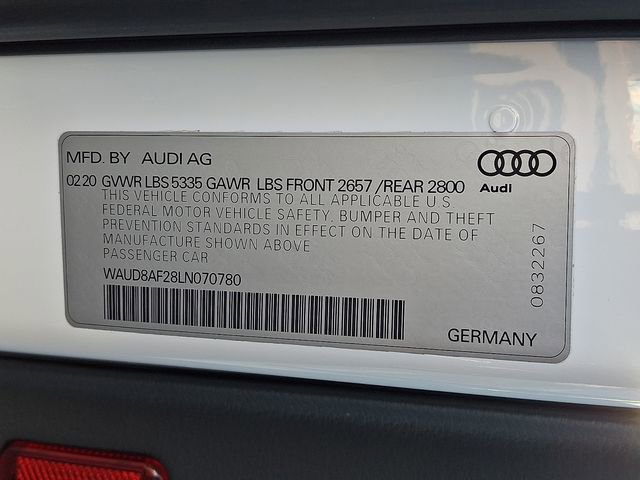 MFD. BY AUDI AG
Audi
02.20 GVWR LBS 5335 GAWR LBS FRONT 2657 /REAR 2800
THIS VEHICLE CONFORMS TO ALL APPLICABLE U S
FEDERAL MOTOR VEHICLE SAFETY, BUMPER AND THEFT
PREVENTION STANDARDS IN EFFECT ON THE DATE OF
MANUFACTURE SHOWN ABOVE
PASSENGER CAR
WAUD8AF28LN070780
0832267
GERMANY